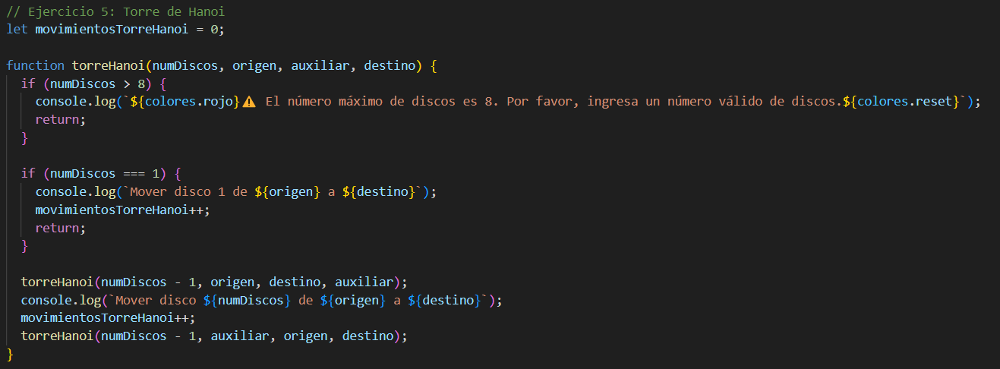 // Ejercicio 5: Torre de Hanoi
let movimientosTorreHanoi = 0;
function torreHanoi(numDiscos, origen, auxiliar, destino) {
if (numDiscos > 8) {
console.log(`${colores.rojo}⚠️ El número máximo de discos es 8. Por favor, ingresa un número válido de discos.${colores.reset}`);
return;
}
if (numDiscos === 1) {
console.log(`Mover disco 1 de ${origen} a ${destino}`);
movimientosTorreHanoi++;
return;
}
torreHanoi(numDiscos - 1, origen, destino, auxiliar);
console.log(`Mover disco ${numDiscos} de ${origen} a ${destino}`);
movimientosTorreHanoi++;
torreHanoi(numDiscos - 1, auxiliar, origen, destino);
}